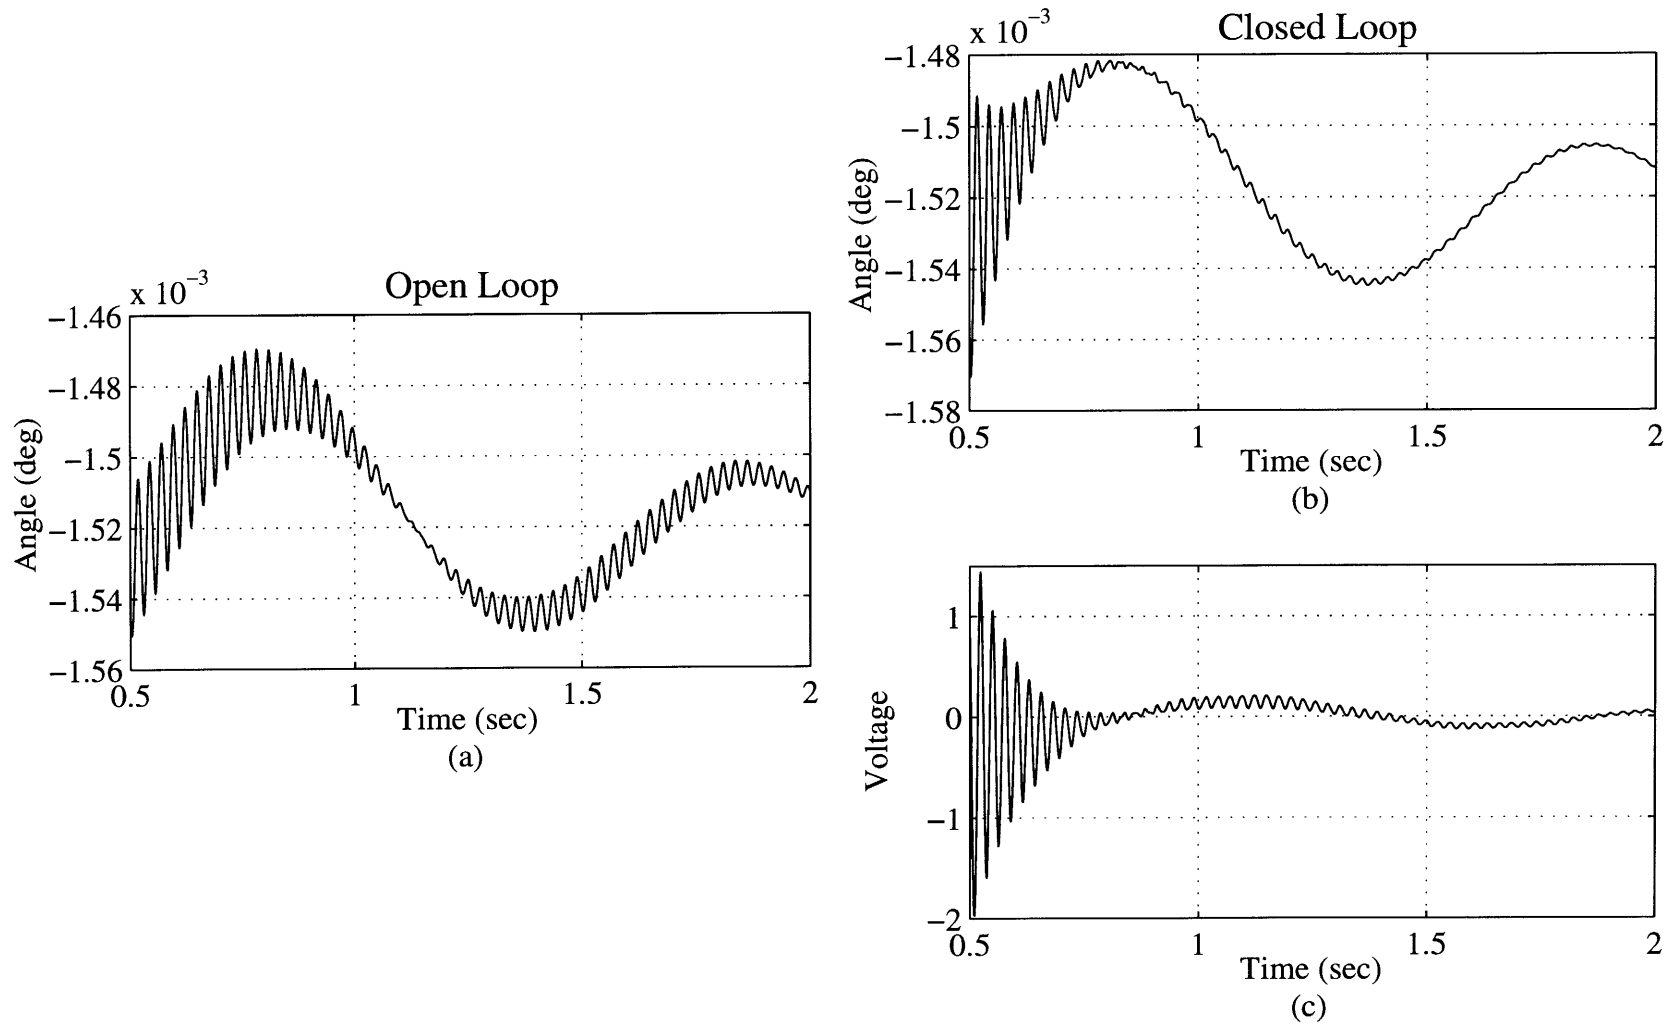 Open Loop
x 10−3
−1.46
−1.48
−1.5
−1.52
−1.54
−1.56
Angle (deg)
0.5 1 1.5 2
Time (sec)
(a)
Closed Loop
x 10−3
−1.48
−1.5
−1.52
−1.54
−1.56
−1.58
Angle (deg)
0.5 1 1.5 2
Time (sec)
(b)
1
0
−1
−2
Voltage
0.5 1 1.5 2
Time (sec)
(c)